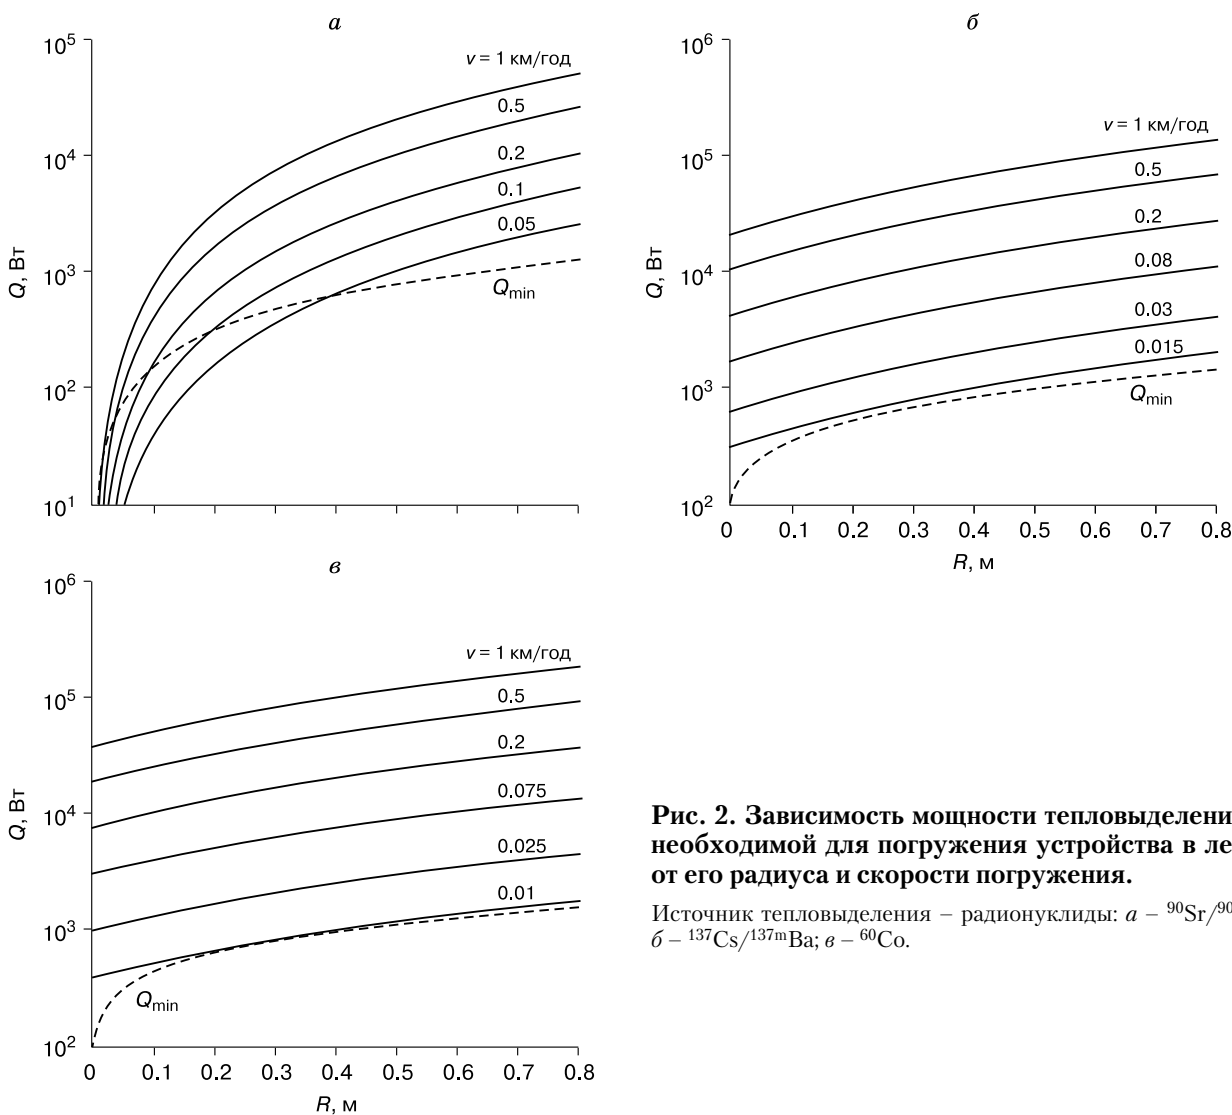 а
10⁵
10⁴
10³
10²
10¹
Q, Вт
v = 1 км/год
0.5
0.2
0.1
0.05
Qmin
б
10⁶
10⁵
10⁴
10³
10²
Q, Вт
v = 1 км/год
0.5
0.2
0.08
0.03
0.015
Qmin
0 0.1 0.2 0.3 0.4 0.5 0.6 0.7 0.8
R, м
в
10⁶
10⁵
10⁴
10³
10²
Q, Вт
v = 1 км/год
0.5
0.2
0.075
0.025
0.01
Qmin
0 0.1 0.2 0.3 0.4 0.5 0.6 0.7 0.8
R, м
Рис. 2. Зависимость мощности тепловыделени
необходимой для погружения устройства в ле
от его радиуса и скорости погружения.
Источник тепловыделения – радионуклиды: а – ⁹⁰Sr/⁹⁰
б – ¹³⁷Cs/¹³⁷ᵐBa; в – ⁶⁰Co.